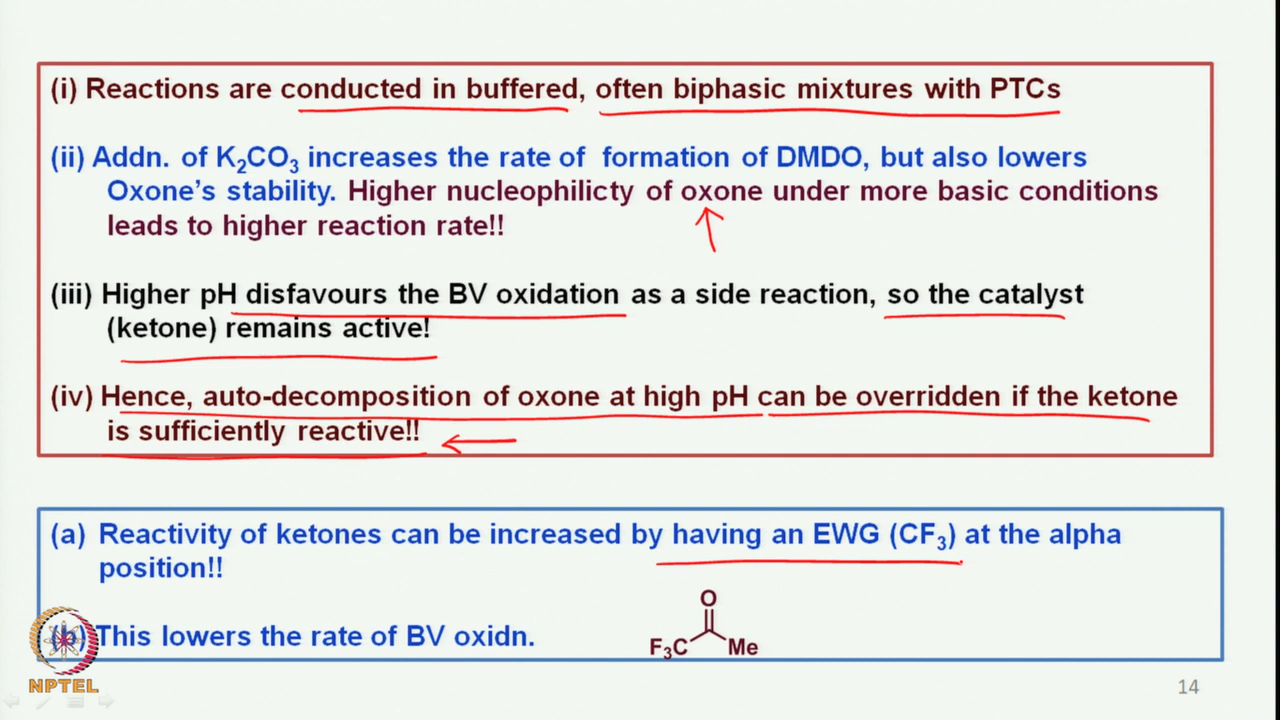 (i) Reactions are conducted in buffered, often biphasic mixtures with PTCs
(ii) Addn. of K₂CO₃ increases the rate of formation of DMDO, but also lowers
Oxone's stability. Higher nucleophilicty of oxone under more basic conditions
leads to higher reaction rate!!
(iii) Higher pH disfavours the BV oxidation as a side reaction, so the catalyst
(ketone) remains active!
(iv) Hence, auto-decomposition of oxone at high pH can be overridden if the ketone
is sufficiently reactive!!
(a) Reactivity of ketones can be increased by having an EWG (CF₃) at the alpha
position!!
O
(b) This lowers the rate of BV oxidn.
F₃C Me
NPTEL
14